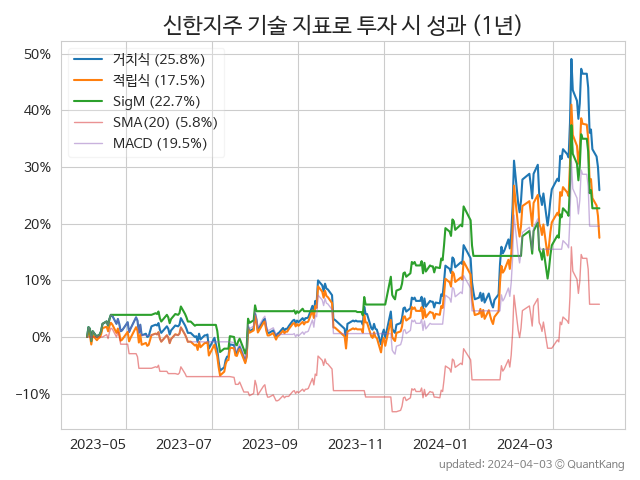 신한지주 기술 지표로 투자 시 성과 (1년)
거치식 (25.8%)
적립식 (17.5%)
SigM (22.7%)
SMA(20) (5.8%)
MACD (19.5%)
50%
40%
30%
20%
10%
0%
−10%
2023-05 2023-07 2023-09 2023-11 2024-01 2024-03
updated: 2024-04-03 ⓒ QuantKang